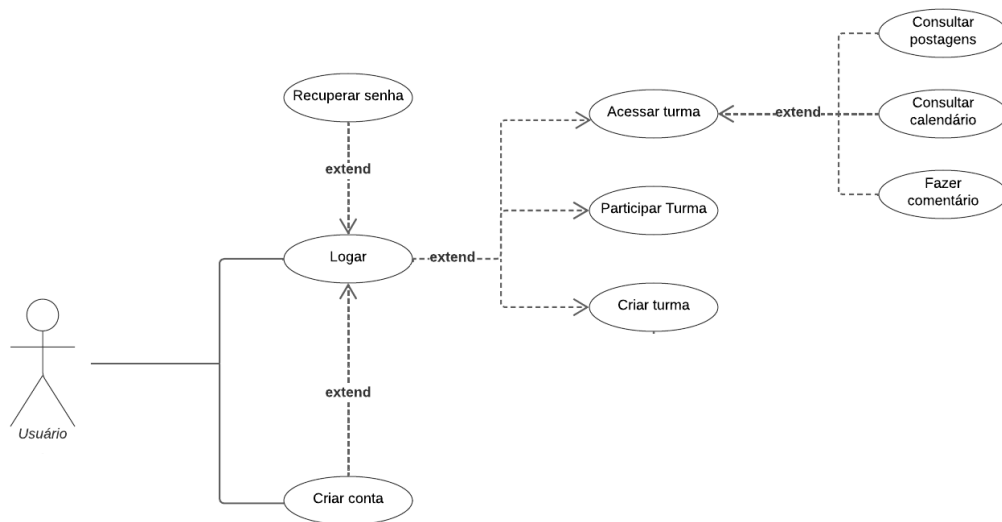 Consultar
postagens
Recuperar senha
Acessar turma
extend
Consultar
calendário
extend
Fazer
comentário
Participar Turma
Logar
extend
Criar turma
extend
Usuário
Criar conta